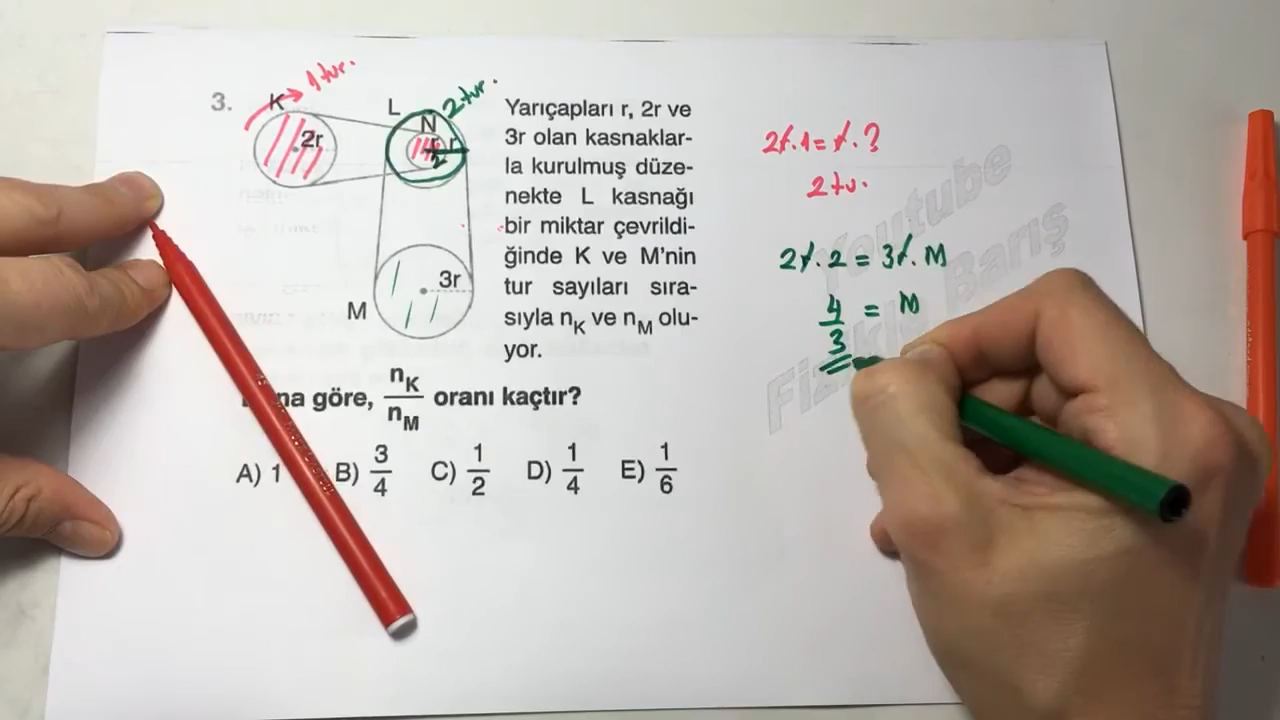 3.
K
1 tur.
2r
L
N
2 tur.
r
r
2
M
3r
Yarıçapları r, 2r ve
3r olan kasnaklar-
la kurulmuş düze-
nekte L kasnağı
bir miktar çevrildi-
ğinde K ve M'nin
tur sayıları sıra-
sıyla nK ve nM olu-
yor.
na göre, nK/nM oranı kaçtır?
A) 1 B) 3/4 C) 1/2 D) 1/4 E) 1/6
2r.1=r.?
2 tu.
2r.2 = 3r.M
4/3 = M
Youtube
Barış